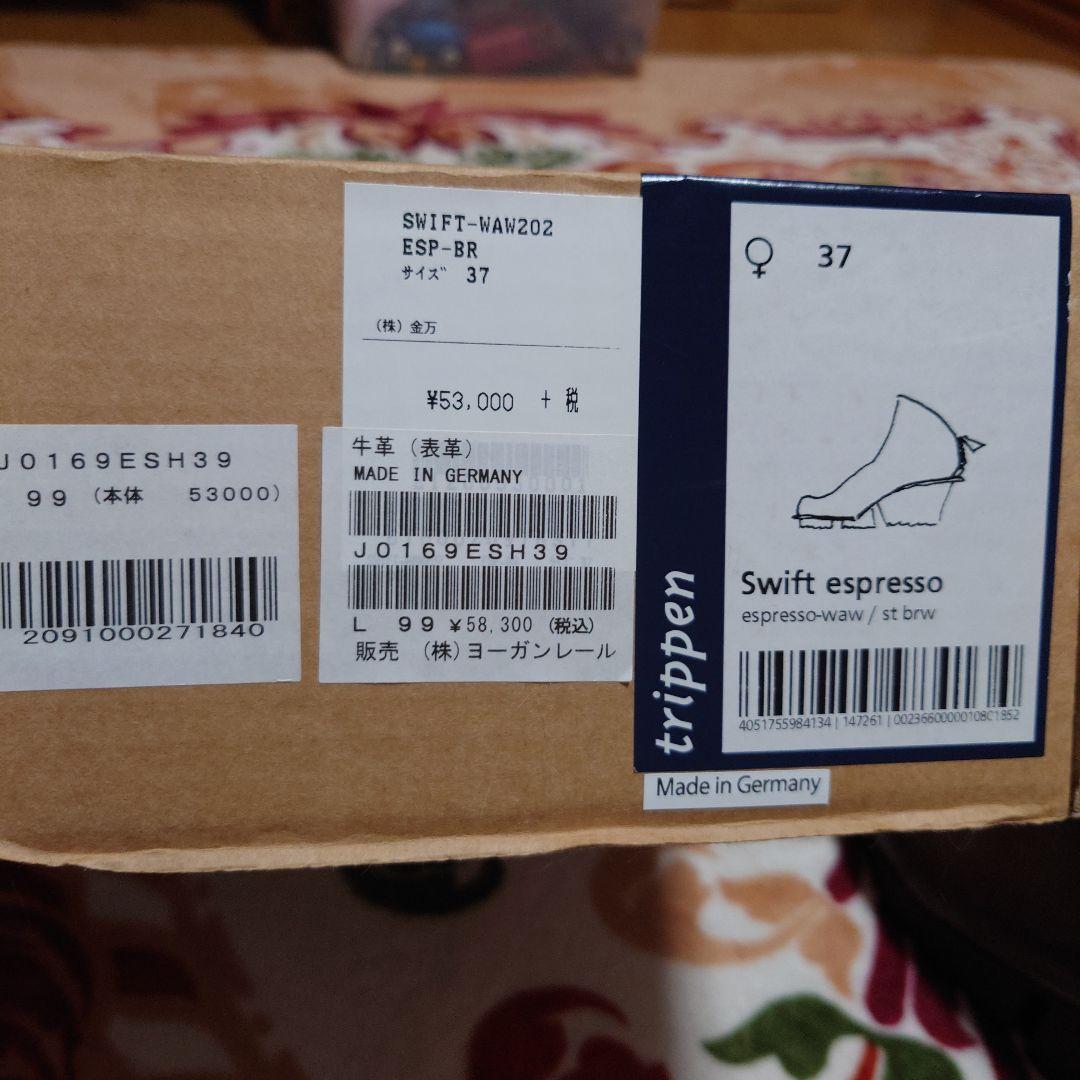 J0169ESH39
99 (本体 53000)
2091000271840
SWIFT-WAW202
ESP-BR
サイズ 37
(株) 金万
¥53,000 + 税
牛革 (表革)
MADE IN GERMANY
J0169ESH39
L 99 ¥58,300 (税込)
販売 (株)ヨーガンレール
♀ 37
trippen
Swift espresso
espresso-waw / st brw
4051755984134 | 147261 | 00236600000108C1852
Made in Germany